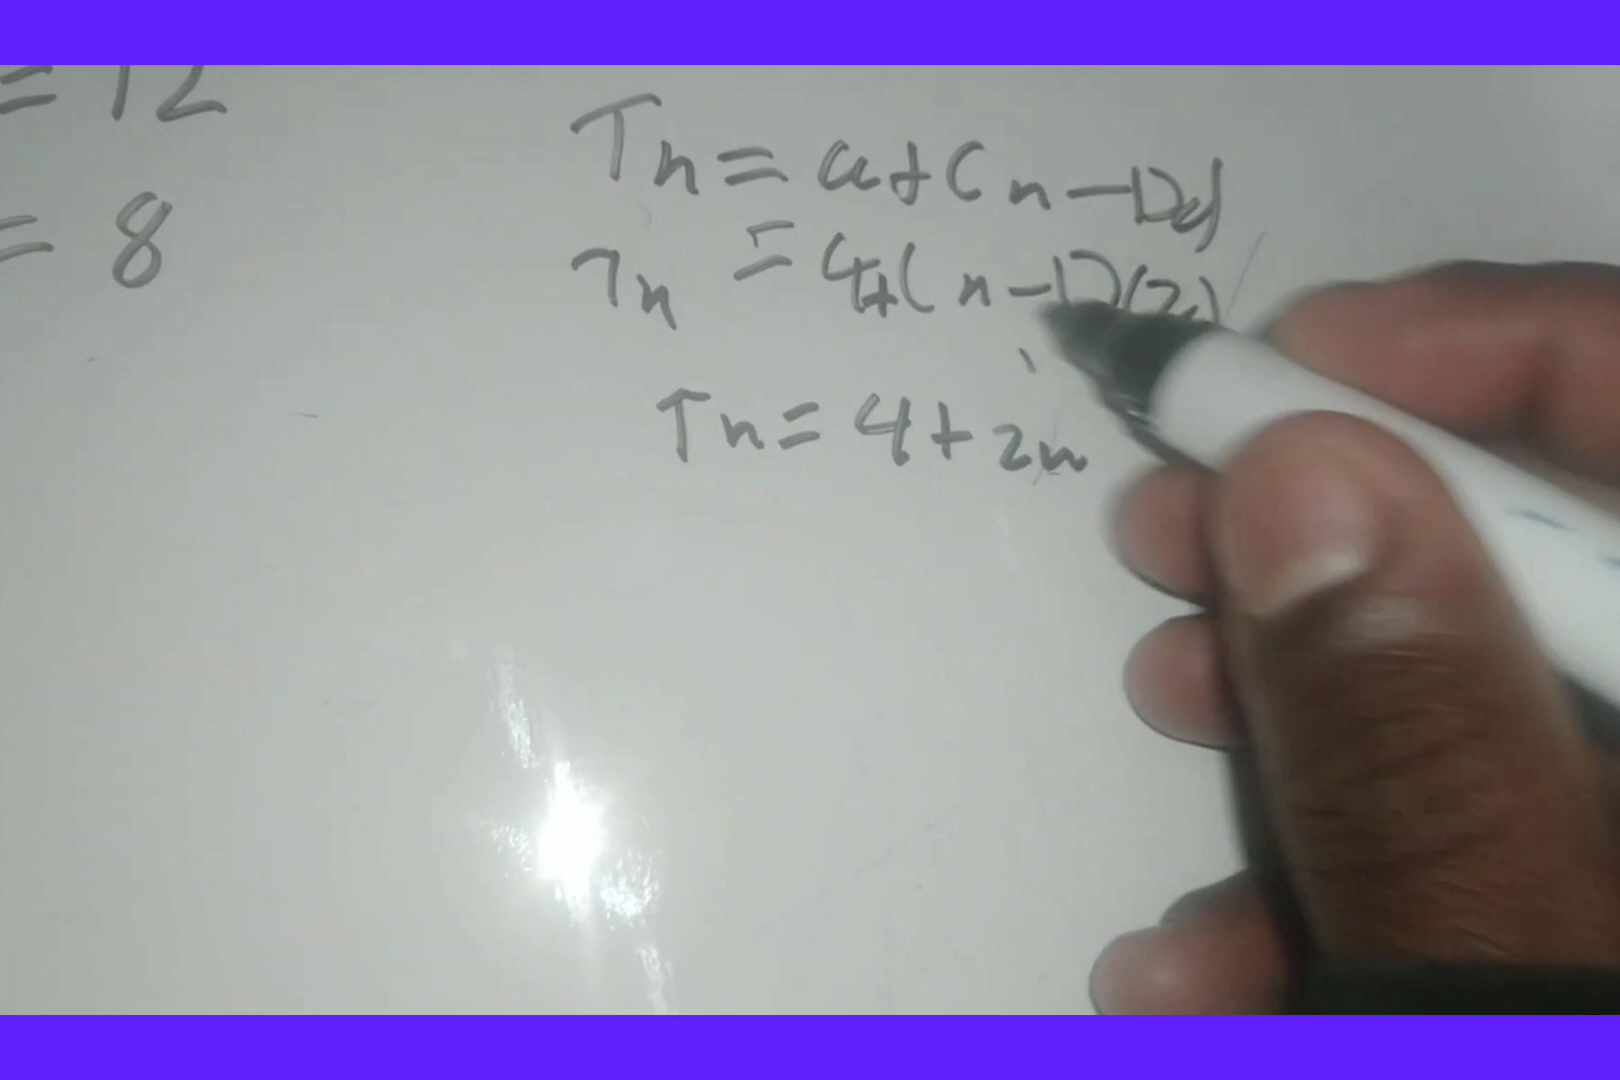 = 12
= 8
Tn = a + (n - 1)d
Tn = 4 + (n - 1)(2)
Tn = 4 + 2n